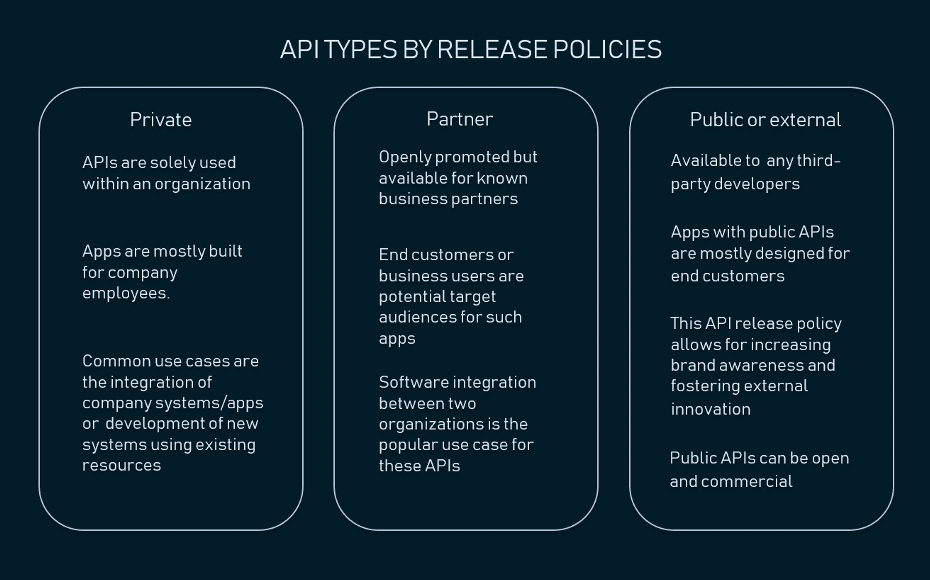 API TYPES BY RELEASE POLICIES
Private
APIs are solely used
within an organization
Apps are mostly built
for company
employees.
Common use cases are
the integration of
company systems/apps
or development of new
systems using existing
resources
Partner
Openly promoted but
available for known
business partners
End customers or
business users are
potential target
audiences for such
apps
Software integration
between two
organizations is the
popular use case for
these APIs
Public or external
Available to any third-
party developers
Apps with public APIs
are mostly designed for
end customers
This API release policy
allows for increasing
brand awareness and
fostering external
innovation
Public APIs can be open
and commercial